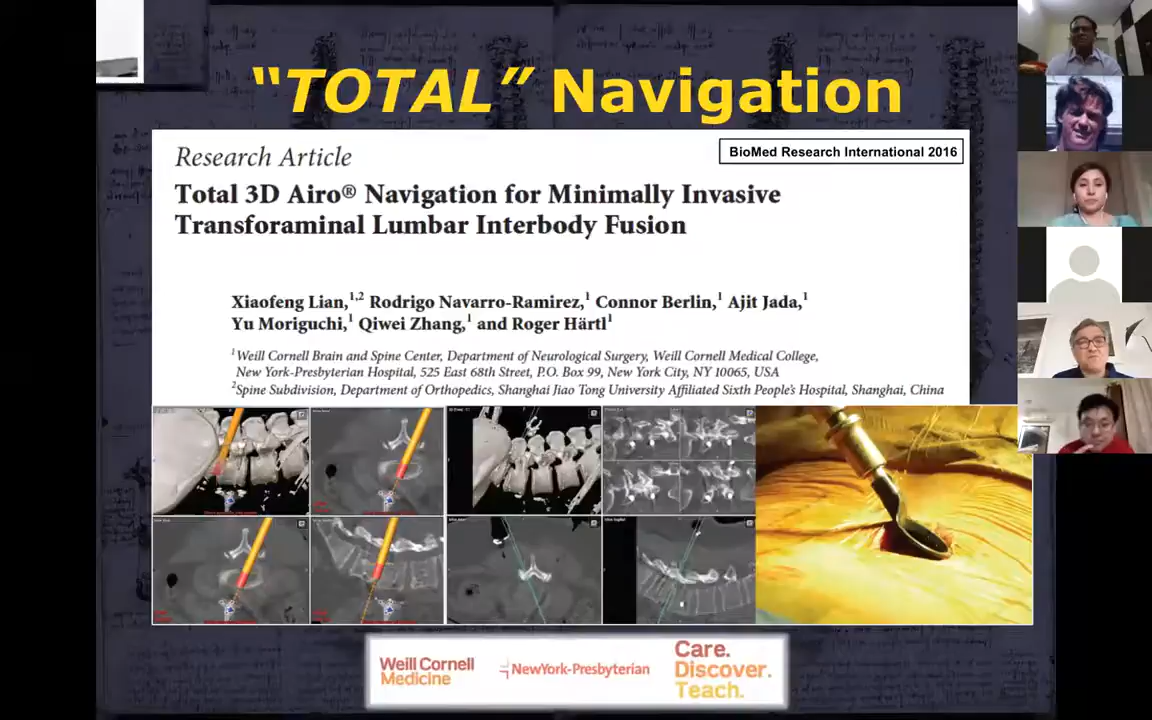 “TOTAL” Navigation
Research Article
BioMed Research International 2016
Total 3D Airo® Navigation for Minimally Invasive
Transforaminal Lumbar Interbody Fusion
Xiaofeng Lian,1,2 Rodrigo Navarro-Ramirez,1 Connor Berlin,1 Ajit Jada,1
Yu Moriguchi,1 Qiwei Zhang,1 and Roger Härtl1
1Weill Cornell Brain and Spine Center, Department of Neurological Surgery, Weill Cornell Medical College,
New York-Presbyterian Hospital, 525 East 68th Street, P.O. Box 99, New York City, NY 10065, USA
2Spine Subdivision, Department of Orthopedics, Shanghai Jiao Tong University Affiliated Sixth People’s Hospital, Shanghai, China
Weill Cornell
Medicine
NewYork-Presbyterian
Care.
Discover.
Teach.